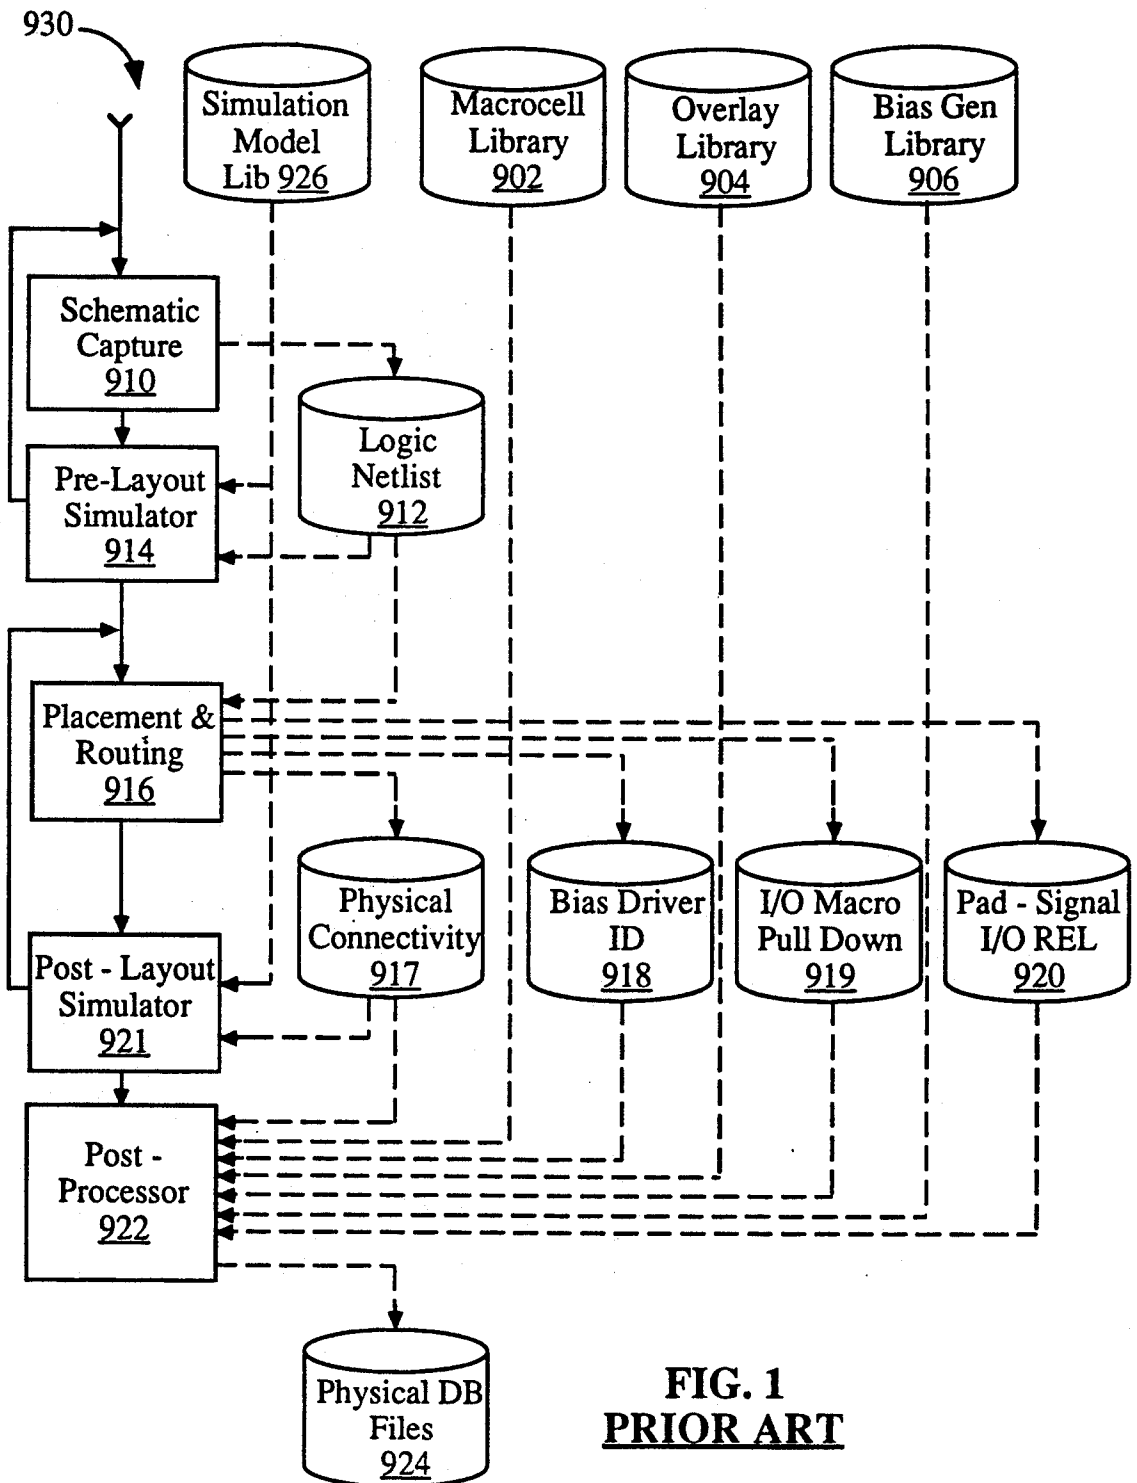 930
Simulation
Model
Lib 926
Macrocell
Library
902
Overlay
Library
904
Bias Gen
Library
906
Schematic
Capture
910
Logic
Netlist
912
Pre-Layout
Simulator
914
Placement &
Routing
916
Physical
Connectivity
917
Bias Driver
ID
918
I/O Macro
Pull Down
919
Pad - Signal
I/O REL
920
Post - Layout
Simulator
921
Post -
Processor
922
Physical DB
Files
924
FIG. 1
PRIOR ART